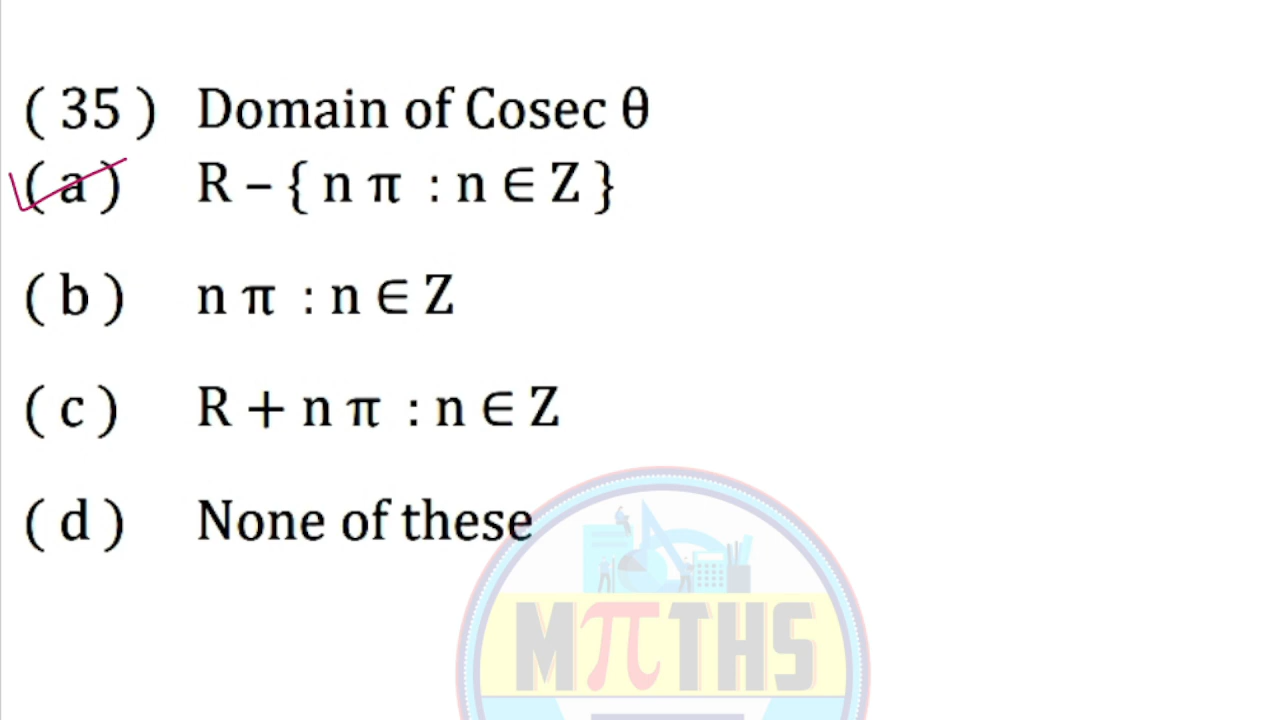 ( 35 ) Domain of Cosec θ
( a ) R – { n π : n ∈ Z }
( b ) n π : n ∈ Z
( c ) R + n π : n ∈ Z
( d ) None of these
MπTHS